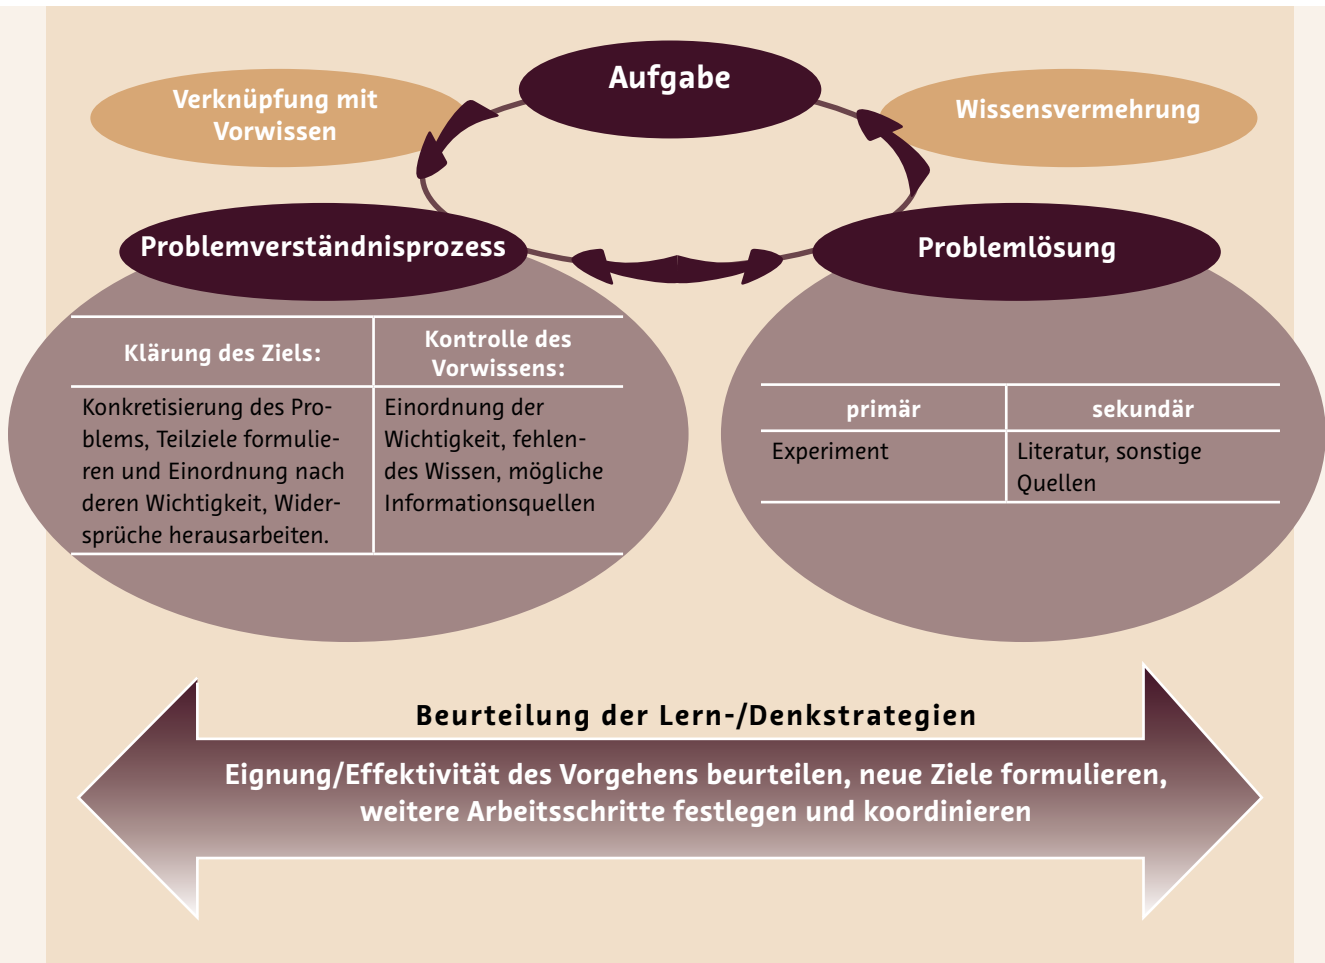 Aufgabe
Verknüpfung mit
Vorwissen
Wissensvermehrung
Problemverständnisprozess
Problemlösung
Klärung des Ziels:
Kontrolle des
Vorwissens:
Konkretisierung des Pro-
blems, Teilziele formulie-
ren und Einordnung nach
deren Wichtigkeit, Wider-
sprüche herausarbeiten.
Einordnung der
Wichtigkeit, fehlen-
des Wissen, mögliche
Informationsquellen
primär
sekundär
Experiment
Literatur, sonstige
Quellen
Beurteilung der Lern-/Denkstrategien
Eignung/Effektivität des Vorgehens beurteilen, neue Ziele formulieren,
weitere Arbeitsschritte festlegen und koordinieren